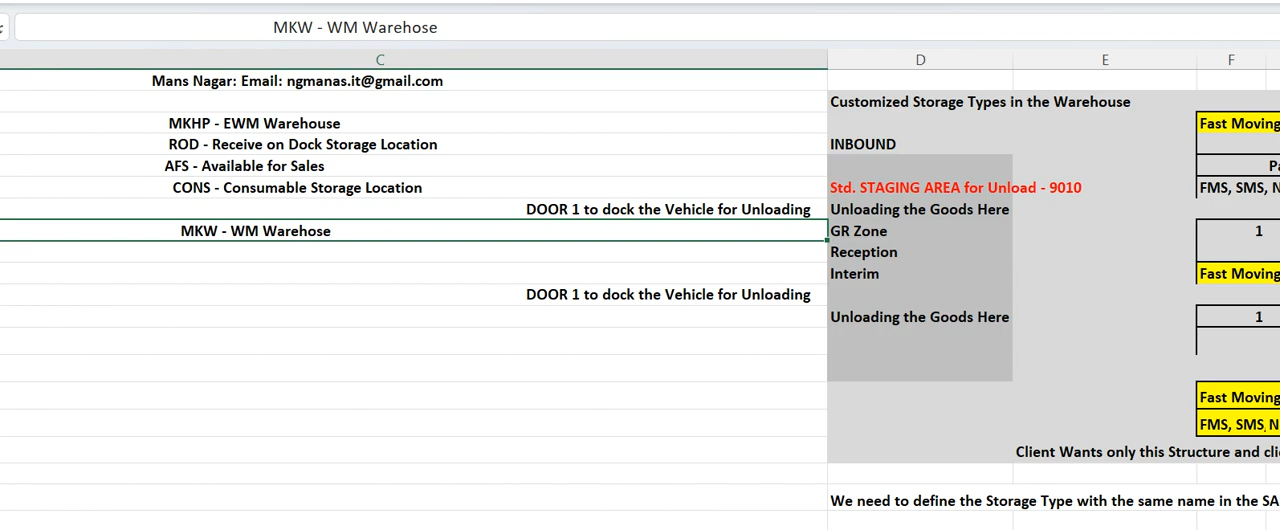 MKW - WM Warehose
C D E F
Mans Nagar: Email: ngmanas.it@gmail.com
Customized Storage Types in the Warehouse
MKHP - EWM Warehouse Fast Moving
ROD - Receive on Dock Storage Location INBOUND
AFS - Available for Sales
CONS - Consumable Storage Location Std. STAGING AREA for Unload - 9010 FMS, SMS,
DOOR 1 to dock the Vehicle for Unloading Unloading the Goods Here
MKW - WM Warehose GR Zone 1
Reception
Interim Fast Moving
DOOR 1 to dock the Vehicle for Unloading
Unloading the Goods Here 1
Fast Moving
FMS, SMS,
Client Wants only this Structure and
We need to define the Storage Type with the same name in the